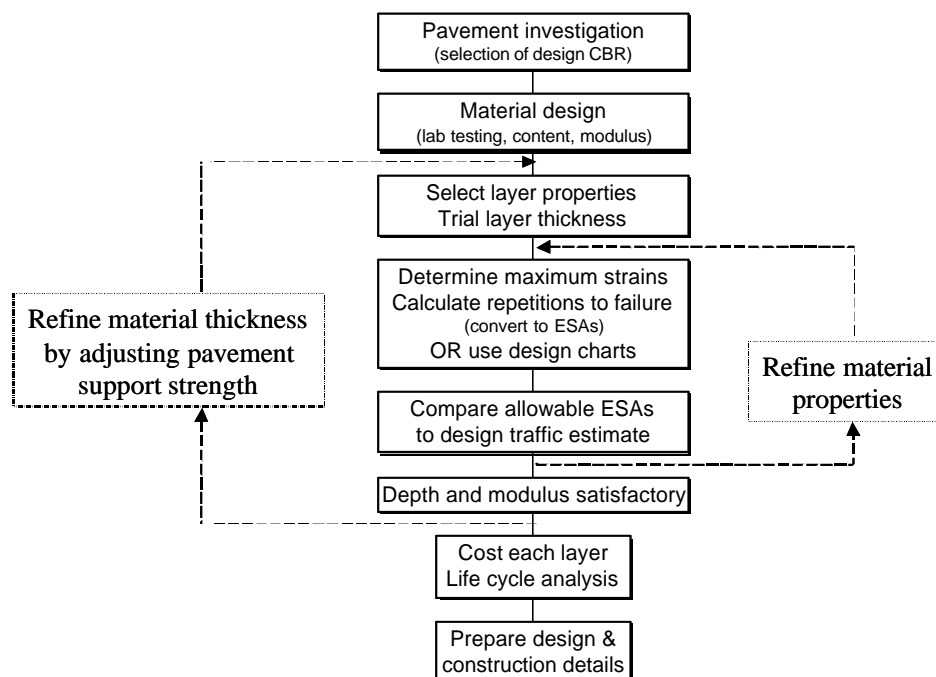 Pavement investigation
(selection of design CBR)
Material design
(lab testing, content, modulus)
Select layer properties
Trial layer thickness
Determine maximum strains
Calculate repetitions to failure
(convert to ESAs)
OR use design charts
Refine material thickness
by adjusting pavement
support strength
Refine material
properties
Compare allowable ESAs
to design traffic estimate
Depth and modulus satisfactory
Cost each layer
Life cycle analysis
Prepare design &
construction details